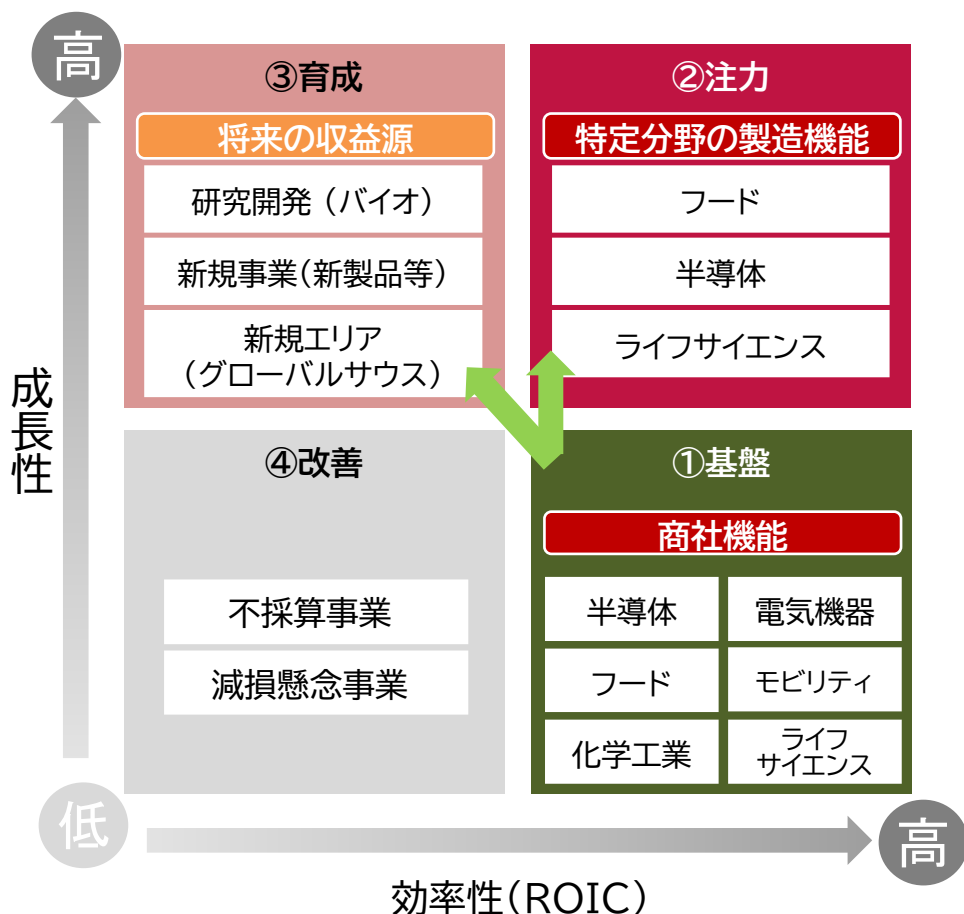 高
③育成
将来の収益源
研究開発（バイオ）
新規事業（新製品等）
新規エリア
（グローバルサウス）
②注力
特定分野の製造機能
フード
半導体
ライフサイエンス
成長性
④改善
不採算事業
減損懸念事業
①基盤
商社機能
半導体
電気機器
フード
モビリティ
化学工業
ライフ
サイエンス
低
高
効率性（ROIC）